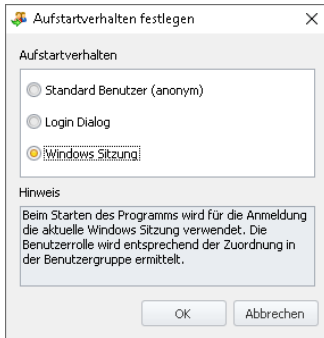 Aufstartverhalten festlegen
Aufstartverhalten
Standard Benutzer (anonym)
Login Dialog
Windows Sitzung
Hinweis
Beim Starten des Programms wird für die Anmeldung
die aktuelle Windows Sitzung verwendet. Die
Benutzerrolle wird entsprechend der Zuordnung in
der Benutzergruppe ermittelt.
OK Abbrechen